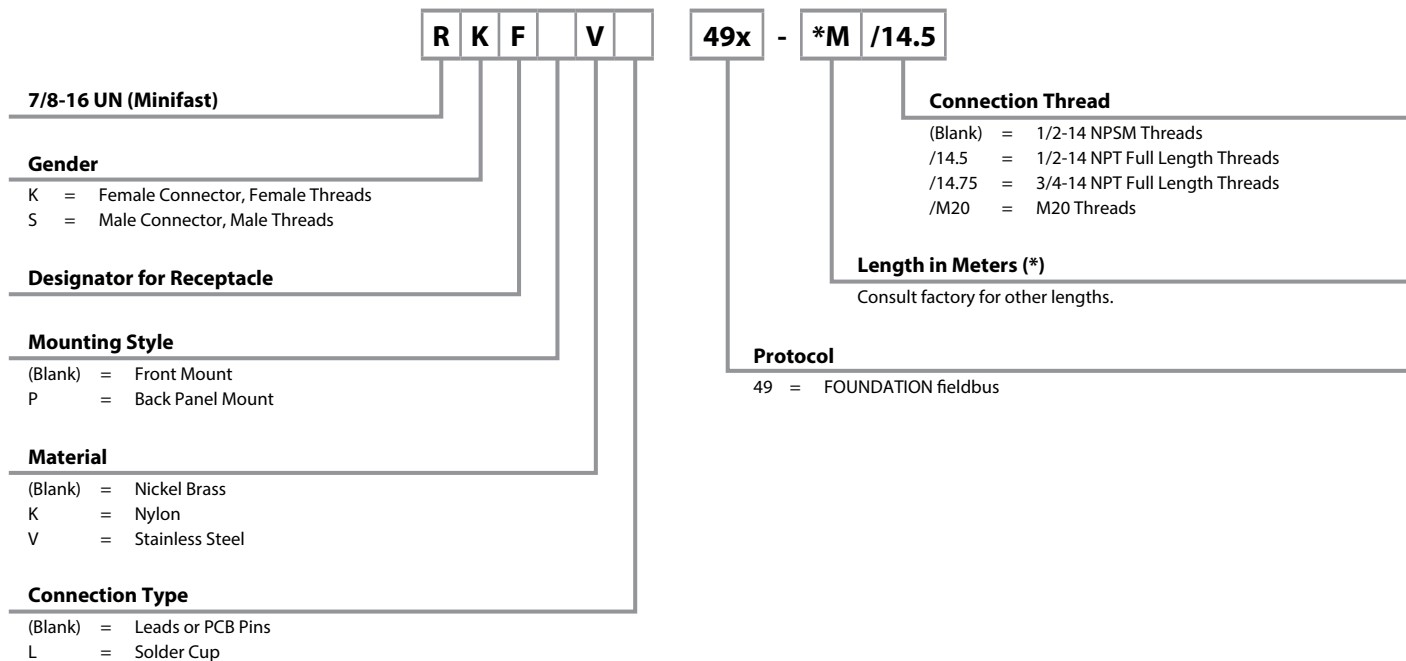 R K F V 49x - *M /14.5
7/8-16 UN (Minifast)
Gender
K = Female Connector, Female Threads
S = Male Connector, Male Threads
Designator for Receptacle
Mounting Style
(Blank) = Front Mount
P = Back Panel Mount
Material
(Blank) = Nickel Brass
K = Nylon
V = Stainless Steel
Connection Type
(Blank) = Leads or PCB Pins
L = Solder Cup
Connection Thread
(Blank) = 1/2-14 NPSM Threads
/14.5 = 1/2-14 NPT Full Length Threads
/14.75 = 3/4-14 NPT Full Length Threads
/M20 = M20 Threads
Length in Meters (*)
Consult factory for other lengths.
Protocol
49 = FOUNDATION fieldbus